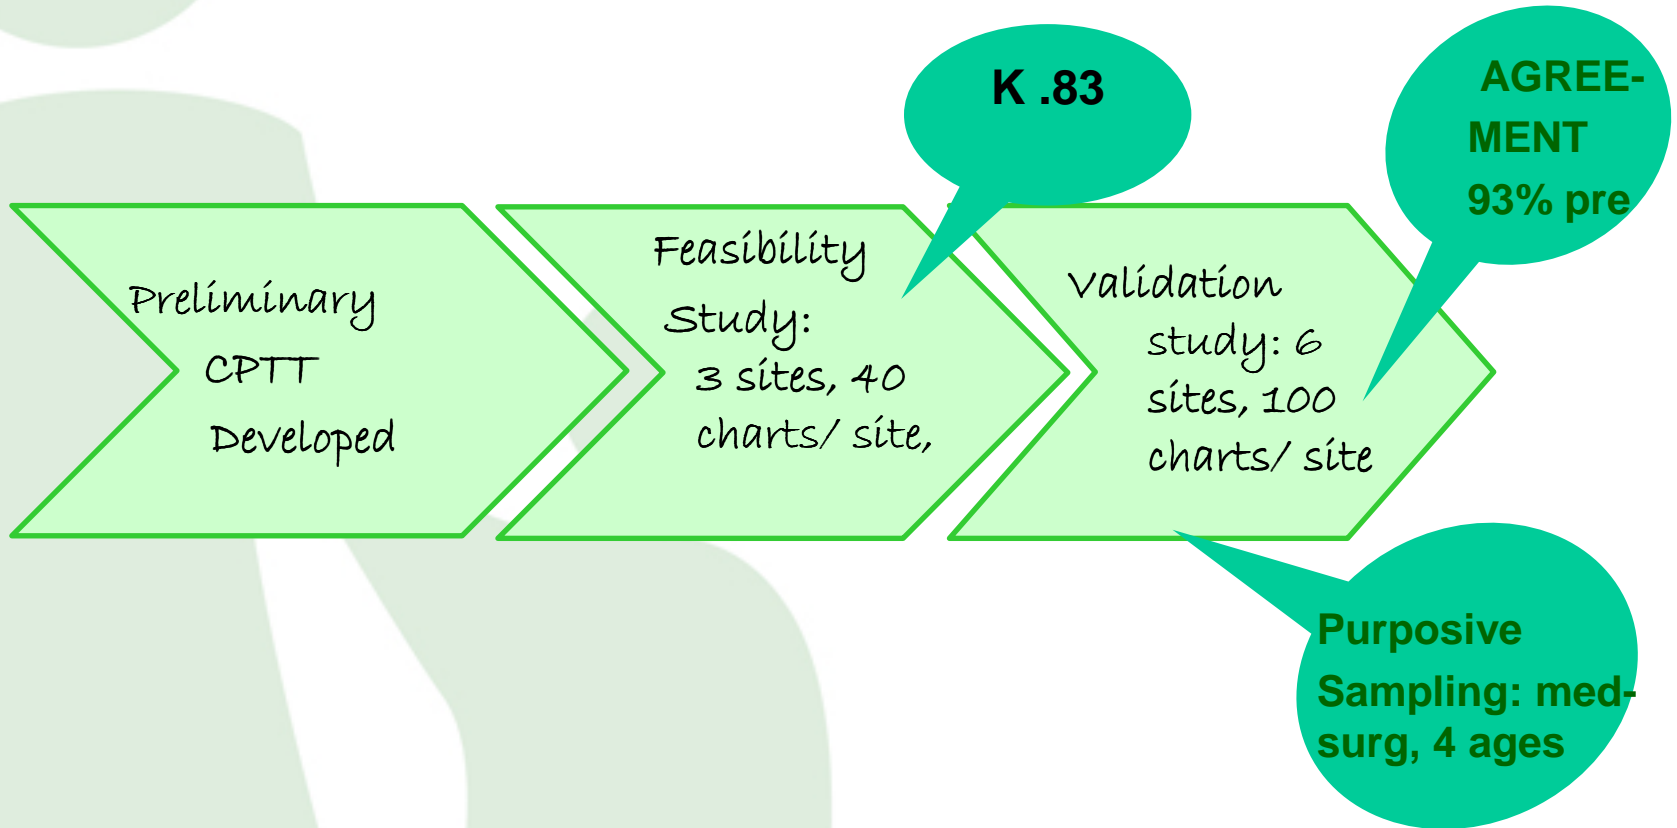 Preliminary
CPTT
Developed
Feasibility
Study:
3 sites, 40
charts/ site,
K .83
Validation
study: 6
sites, 100
charts/ site
AGREE-
MENT
93% pre
Purposive
Sampling: med-
surg, 4 ages